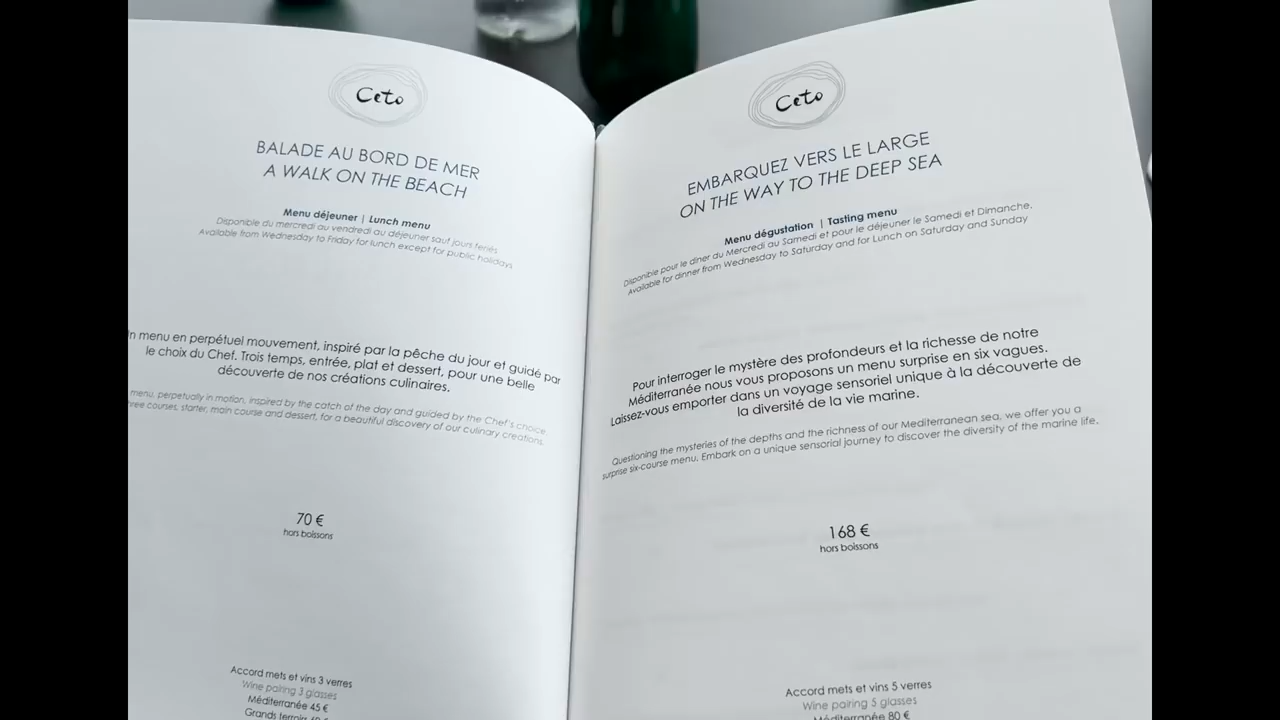 Ceto
BALADE AU BORD DE MER
A WALK ON THE BEACH
Menu déjeuner | Lunch menu
Disponible du mercredi au vendredi au déjeuner sauf jours fériés
Available from Wednesday to Friday for lunch except for public holidays
n menu en perpétuel mouvement, inspiré par la pêche du jour et guidé par
le choix du Chef. Trois temps, entrée, plat et dessert, pour une belle
découverte de nos créations culinaires.
menu, perpetually in motion, inspired by the catch of the day and guided by the Chef's choice.
ree courses, starter, main course and dessert, for a beautiful discovery of our culinary creations.
70 €
hors boissons
Accord mets et vins 3 verres
Wine pairing 3 glasses
Méditerranée 45 €
Grands terroirs
Ceto
EMBARQUEZ VERS LE LARGE
ON THE WAY TO THE DEEP SEA
Menu dégustation | Tasting menu
Disponible pour le dîner du Mercredi au Samedi et pour le déjeuner le Samedi et Dimanche.
Available for dinner from Wednesday to Saturday and for Lunch on Saturday and Sunday
Pour interroger le mystère des profondeurs et la richesse de notre
Méditerranée nous vous proposons un menu surprise en six vagues.
Laissez-vous emporter dans un voyage sensoriel unique à la découverte de
la diversité de la vie marine.
Questioning the mysteries of the depths and the richness of our Mediterranean sea, we offer you a
surprise six-course menu. Embark on a unique sensorial journey to discover the diversity of the marine life.
168 €
hors boissons
Accord mets et vins 5 verres
Wine pairing 5 glasses
Méditerranée 80 €